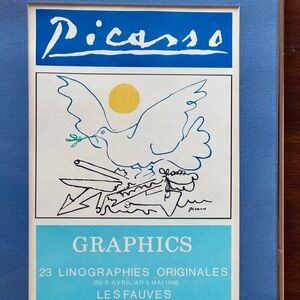 Picasso
picasso
GRAPHICS
23 LINOGRAPHIES ORIGINALES
DU 5 AVRIL AU 5 MAI 1966
LES FAUVES